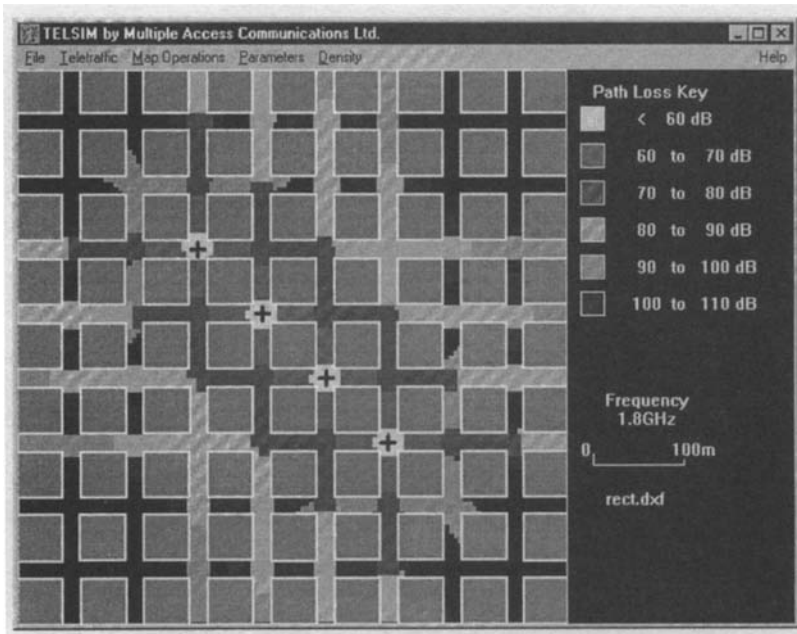 TELSIM by Multiple Access Communications Ltd.
File Teletraffic Map Operations Parameters Density Help
Path Loss Key
< 60 dB
60 to 70 dB
70 to 80 dB
80 to 90 dB
90 to 100 dB
100 to 110 dB
Frequency
1.8GHz
0 100m
rect.dxf